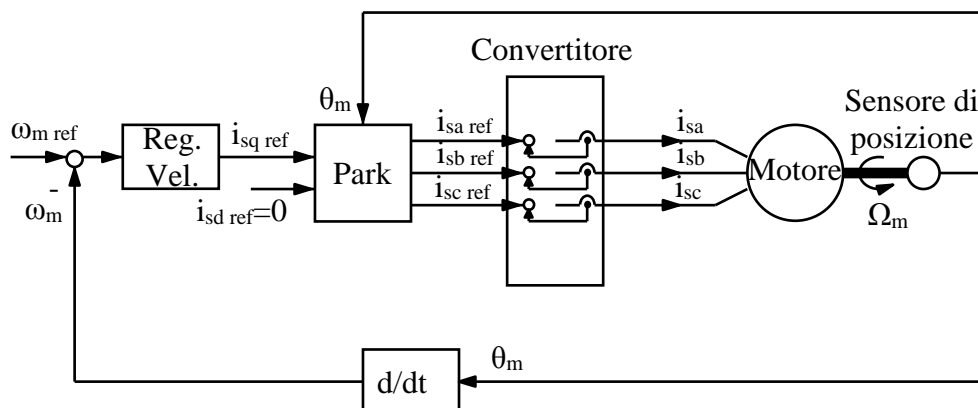 Convertitore
θm
Sensore di
posizione
ωm ref
Reg.
Vel.
isq ref
Park
isa ref
isb ref
isc ref
isa
isb
isc
Motore
-
ωm
isd ref=0
Ωm
d/dt
θm